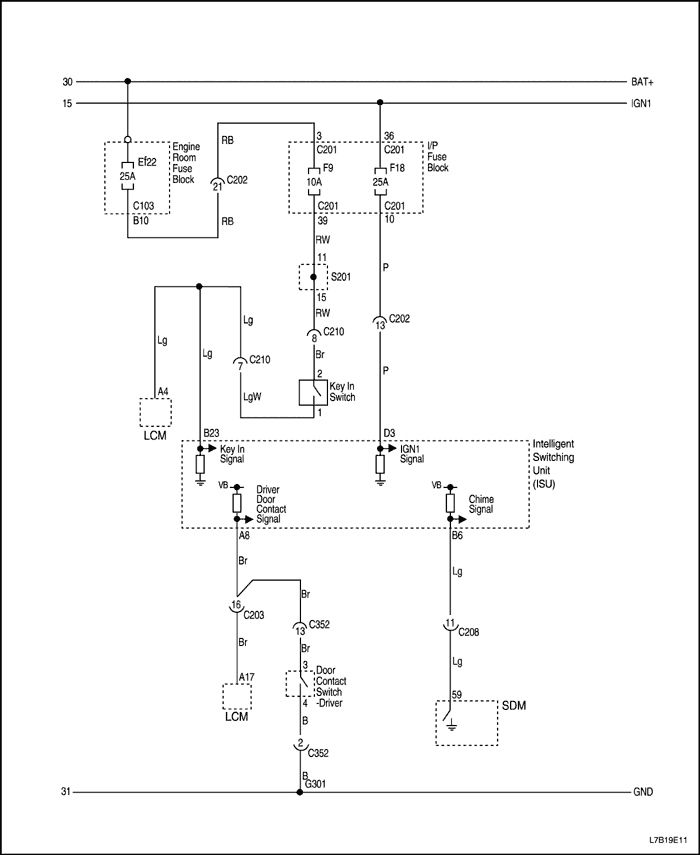 30 BAT+
15 IGN1
3 36
C201 C201
Engine
Room
Fuse
Block
Ef22
25A
C103
B10
RB
C202
21
RB
F9
10A
F18
25A
I/P
Fuse
Block
C201 C201
39 10
RW
11
S201
15
RW
C210
8
Br
2
Key In
Switch
1
P
C202
13
P
Lg
Lg
Lg
C210
7
LgW
A4
LCM
B23
Key In
Signal
D3
IGN1
Signal
Intelligent
Switching
Unit
(ISU)
VB
Driver
Door
Contact
Signal
VB
Chime
Signal
A8
B6
Br
Lg
16
C203
Br
Br
C352
13
Br
11
C208
Lg
A17
LCM
3
Door
Contact
Switch
-Driver
4
B
2
C352
B
G301
59
SDM
31 GND
L7B19E11